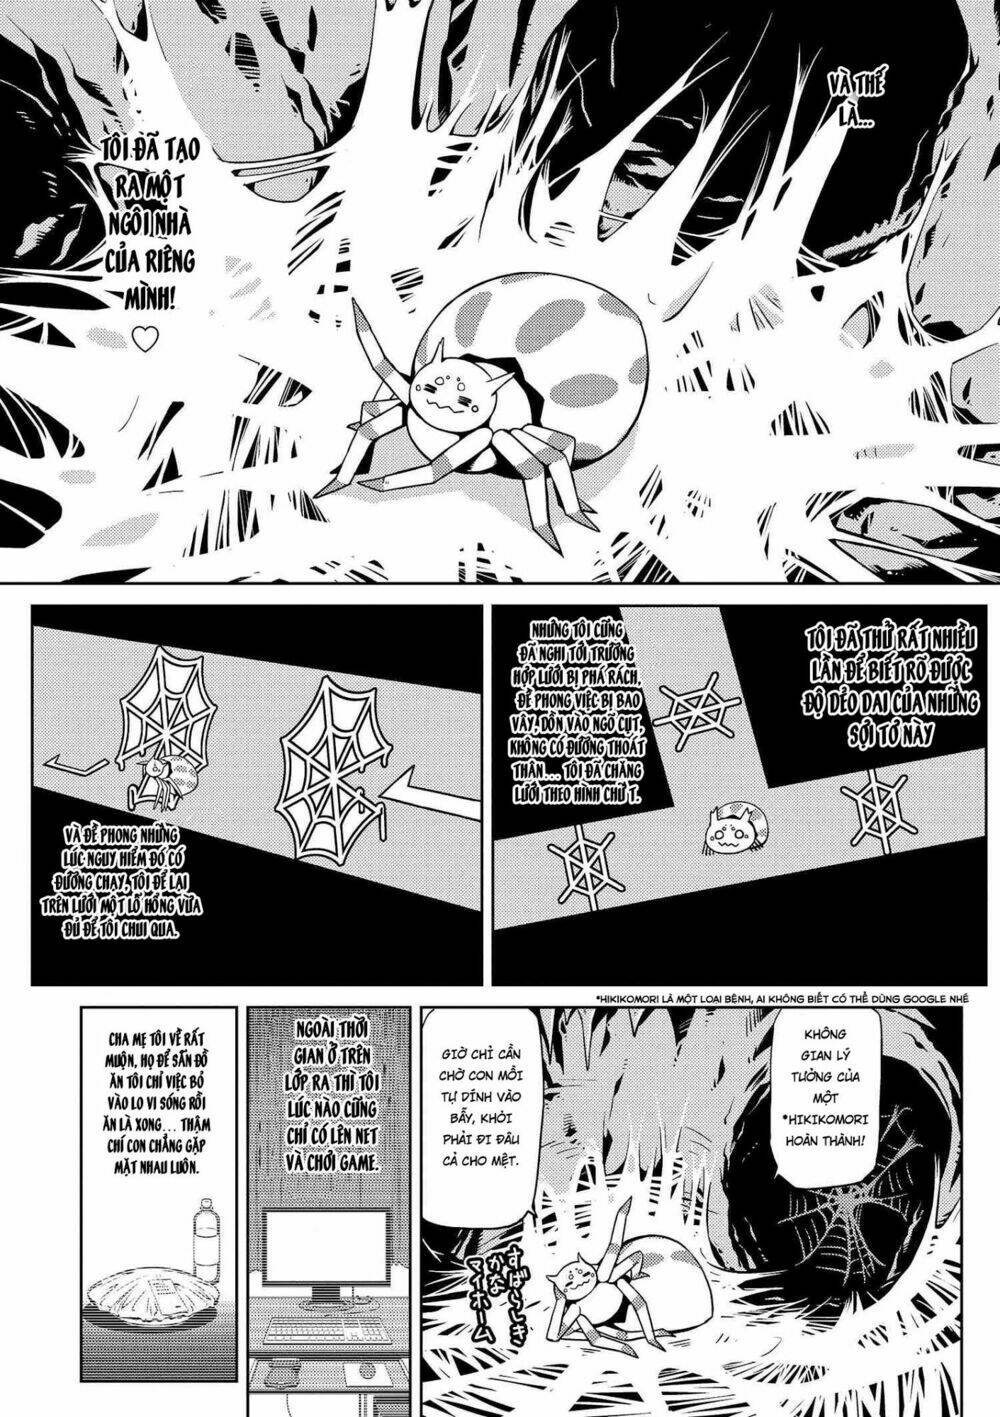 VÀ THẾ
LÀ...
TÔI ĐÃ TẠO
RA MỘT
NGÔI NHÀ
CỦA RIÊNG
MÌNH!
♡
TÔI ĐÃ THỬ RẤT NHIỀU
LẦN ĐỂ BIẾT RÕ ĐƯỢC
ĐỘ DẺO DAI CỦA NHỮNG
SỢI TƠ NÀY
NHƯNG TÔI CŨNG
ĐÃ NGHĨ TỚI TRƯỜNG
HỢP LƯỚI BỊ PHÁ RÁCH,
ĐỀ PHONG VIỆC BỊ BAO
VÂY, DỒN VÀO NGÕ CỤT,
KHÔNG CÓ ĐƯỜNG THOÁT
THÂN... TÔI ĐÃ CHĂNG
LƯỚI THEO HÌNH CHỮ T.
VÀ ĐỀ PHONG NHỮNG
LÚC NGUY HIỂM ĐÓ CÓ
ĐƯỜNG CHẠY, TÔI ĐỂ LẠI
TRÊN LƯỚI MỘT LỖ HỔNG VỪA
ĐỦ ĐỂ TÔI CHUI QUA.
*HIKIKOMORI LÀ MỘT LOẠI BỆNH, AI KHÔNG BIẾT CÓ THỂ DÙNG GOOGLE NHÉ
KHÔNG
GIAN LÝ
TƯỞNG CỦA
MỘT
*HIKIKOMORI
HOÀN THÀNH!
GIỜ CHỈ CẦN
CHỜ CON MỒI
TỰ DÍNH VÀO
BẪY, KHỎI
PHẢI ĐI ĐÂU
CẢ CHO MỆT.
すばらしき
かな
マイホーム
NGOÀI THỜI
GIAN Ở TRÊN
LỚP RA THÌ TÔI
LÚC NÀO CŨNG
CHỈ CÓ LÊN NET
VÀ CHƠI GAME.
CHA MẸ TÔI VỀ RẤT
MUỘN, HỌ ĐỂ SẴN ĐỒ
ĂN TÔI CHỈ VIỆC BỎ
VÀO LO VI SÓNG RỒI
ĂN LÀ XONG... THẬM
CHÍ CON CHẲNG GẶP
MẶT NHAU LUÔN.